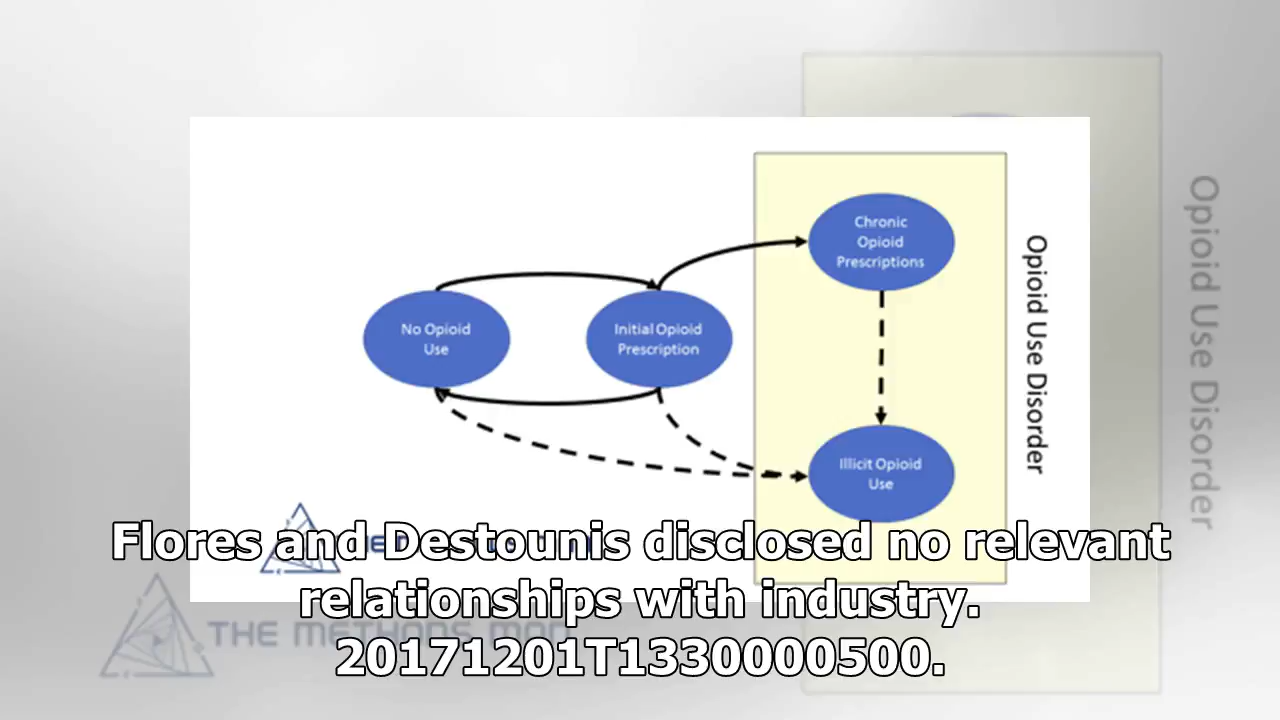 No Opioid
Use
Initial Opioid
Prescription
Chronic
Opioid
Prescriptions
Illicit Opioid
Use
Opioid Use Disorder
Opioid Use Disorder
Flores and Destounis disclosed no relevant
relationships with industry.
20171201T1330000500.
THE METHODS MAN